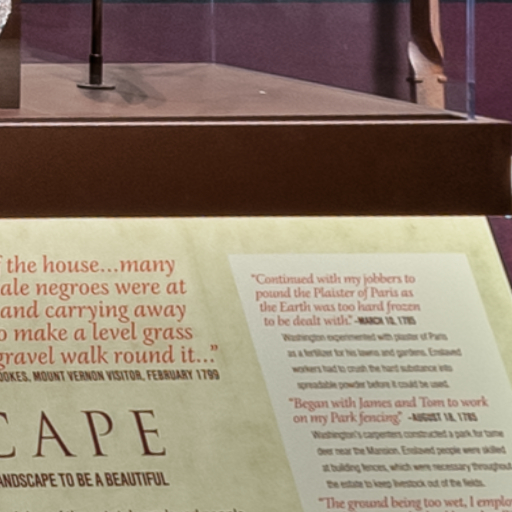 f the house...many
ale negroes were at
and carrying away
o make a level grass
gravel walk round it..."
OOKES, MOUNT VERNON VISITOR, FEBRUARY 1799
CAPE
ANDSCAPE TO BE A BEAUTIFUL
"Continued with my jobbers to
pound the Plaister of Paris as
the Earth was too hard frozen
to be dealt with." –MARCH 10, 1785
Washington experimented with plaster of Paris
as a fertilizer for his lawns and gardens. Enslaved
workers had to crush the hard substance into
spreadable powder before it could be used.
"Began with James and Tom to work
on my Park fencing." –AUGUST 18, 1785
Washington's carpenters constructed a park for tame
deer near the Mansion. Enslaved people were skilled
at building fences, which were necessary throughout
the estate to keep livestock out of the fields.
"The ground being too wet, I emplo